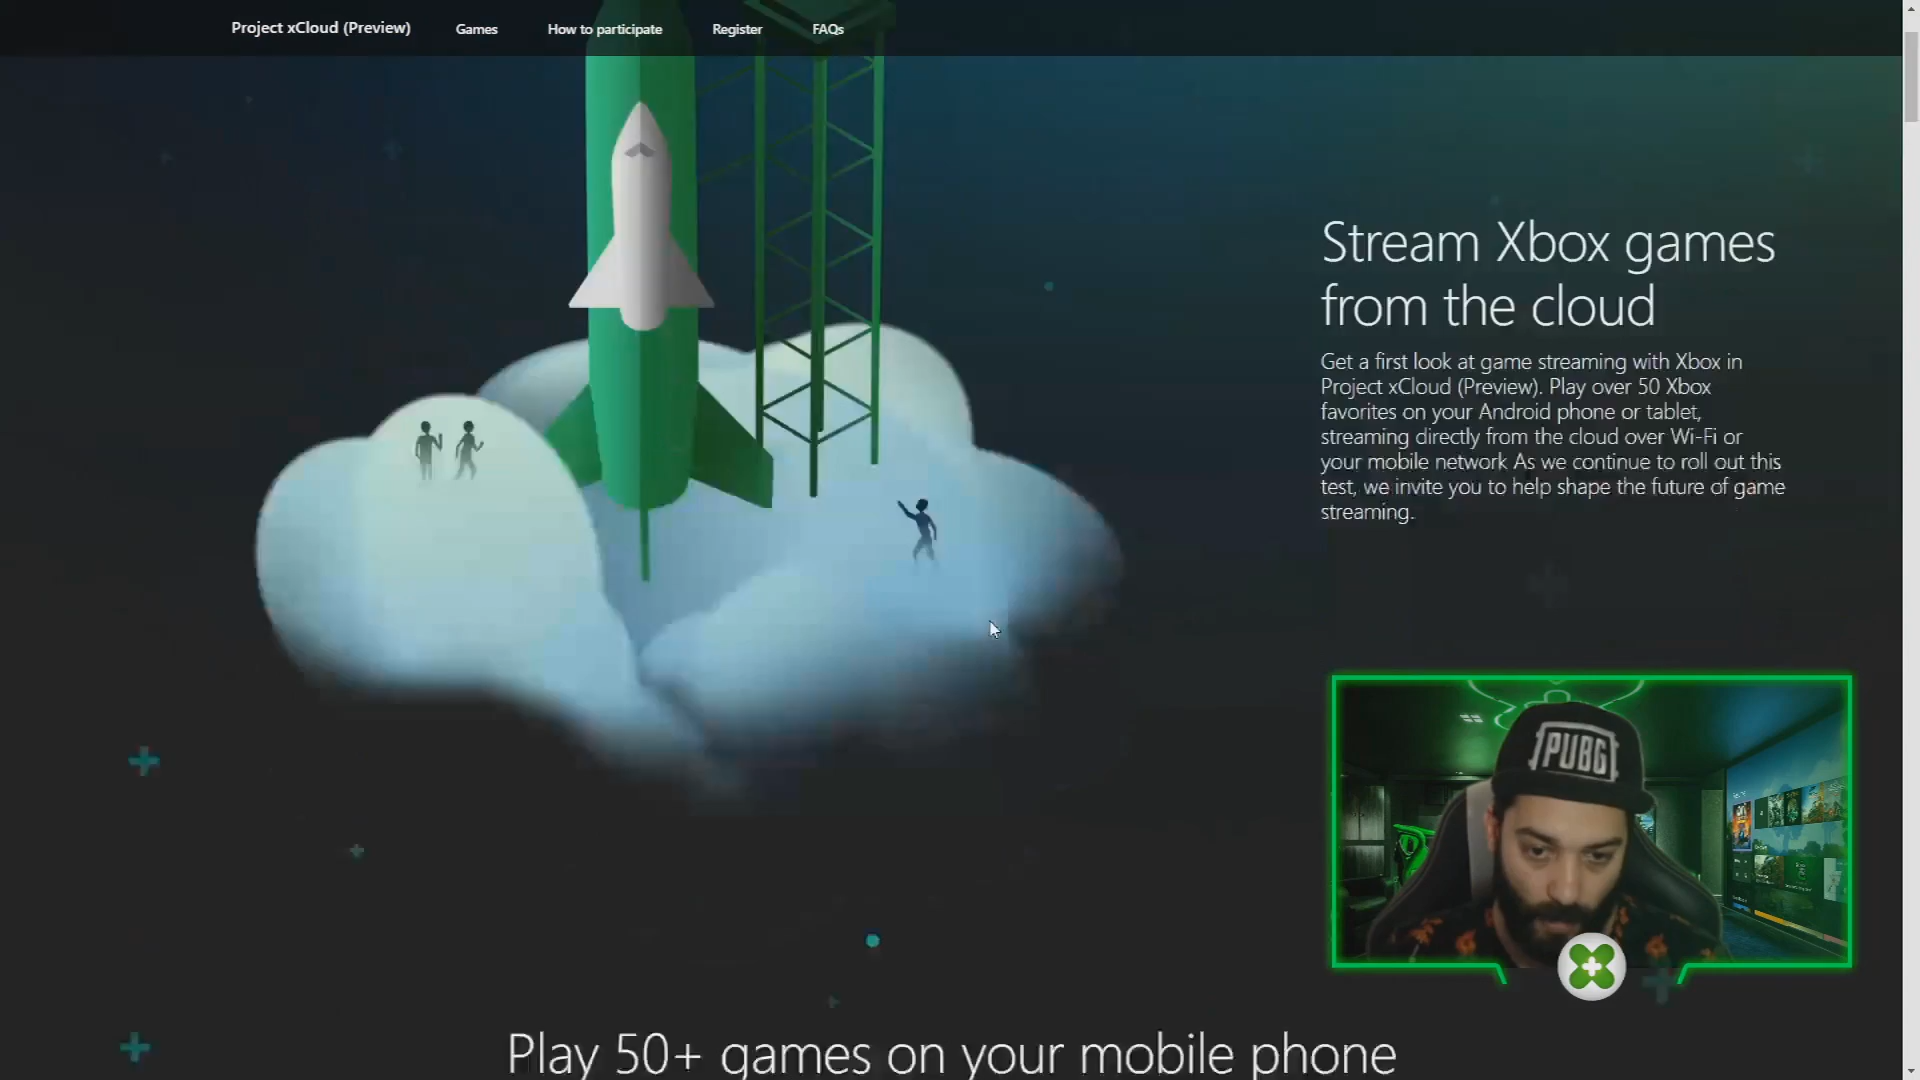 Project xCloud (Preview)
Games
How to participate
Register
FAQs
Stream Xbox games
from the cloud
Get a first look at game streaming with Xbox in
Project xCloud (Preview). Play over 50 Xbox
favorites on your Android phone or tablet,
streaming directly from the cloud over Wi-Fi or
your mobile network As we continue to roll out this
test, we invite you to help shape the future of game
streaming.
PUBG
Play 50+ games on your mobile phone